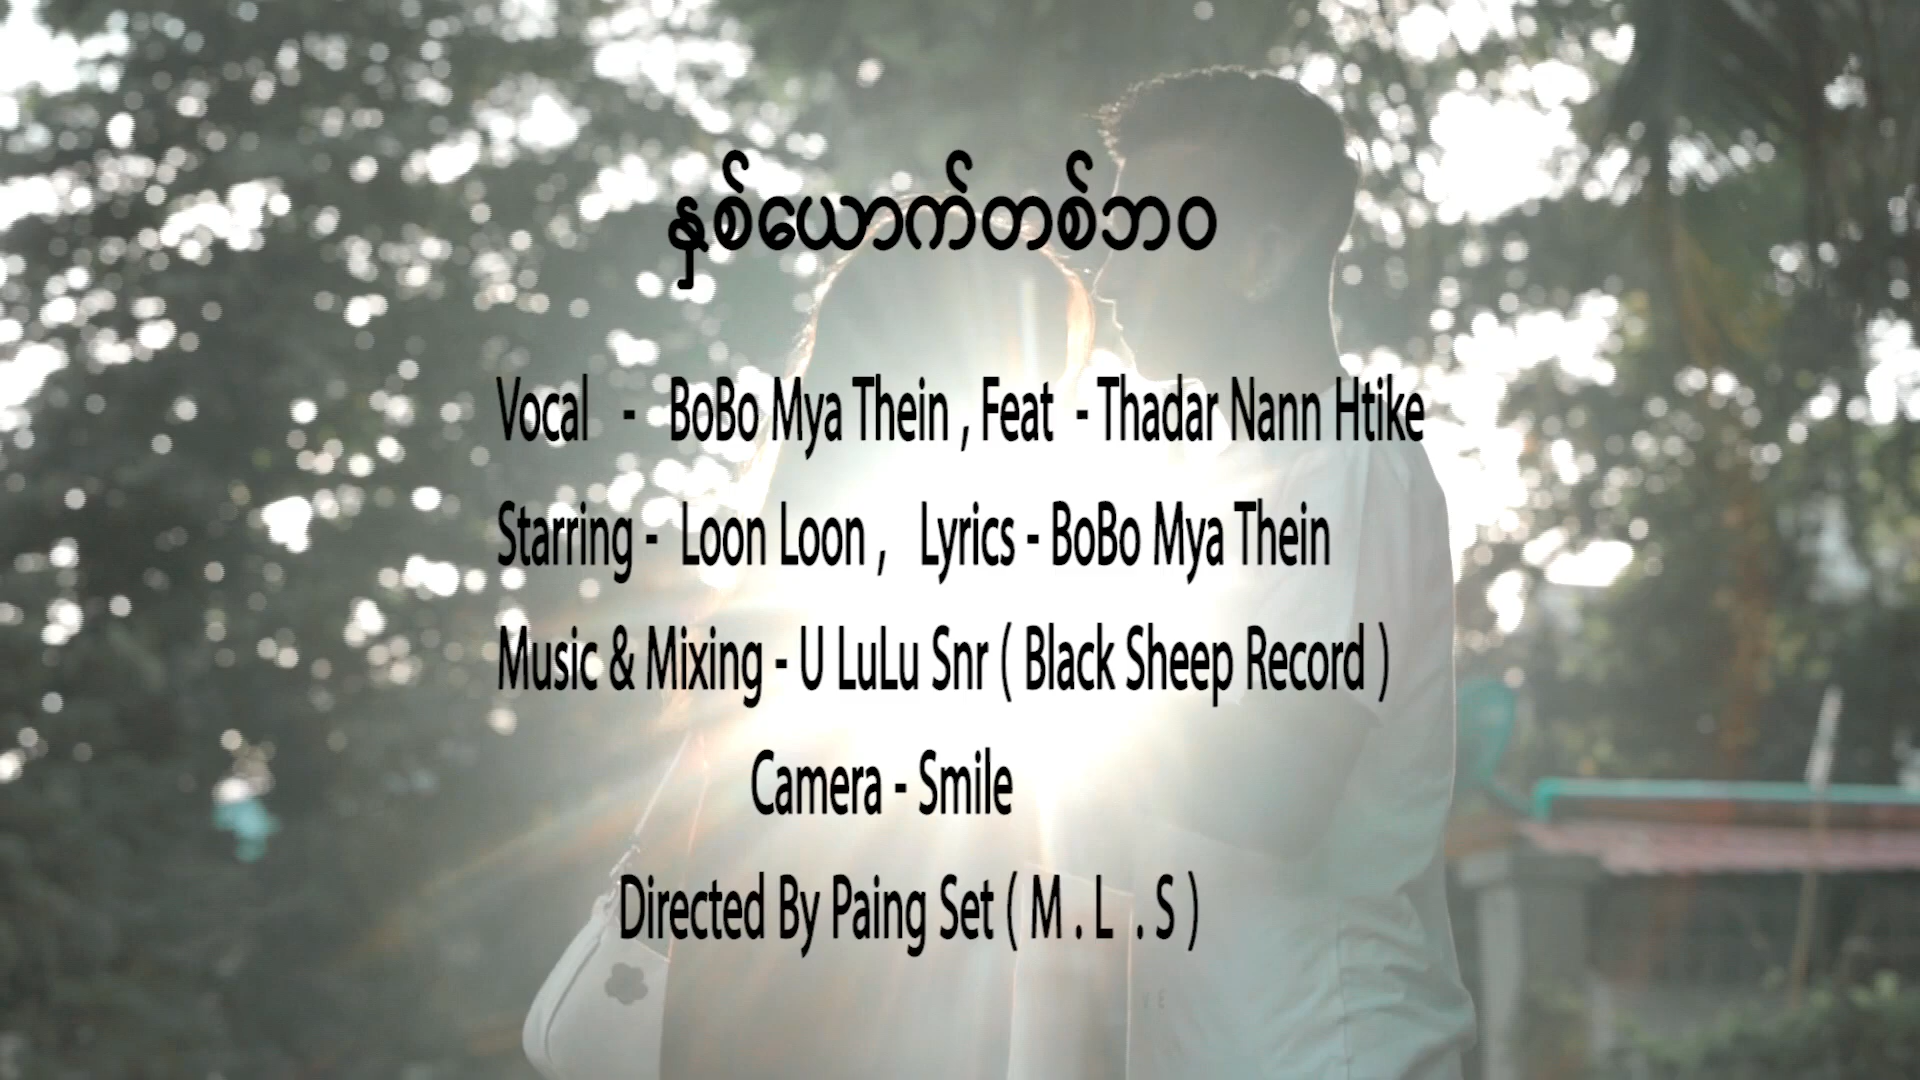 နှစ်ယောက်တစ်ဘဝ
Vocal - BoBo Mya Thein , Feat - Thadar Nann Htike
Starring - Loon Loon , Lyrics - BoBo Mya Thein
Music & Mixing - U LuLu Snr ( Black Sheep Record )
Camera - Smile
Directed By Paing Set ( M . L . S )